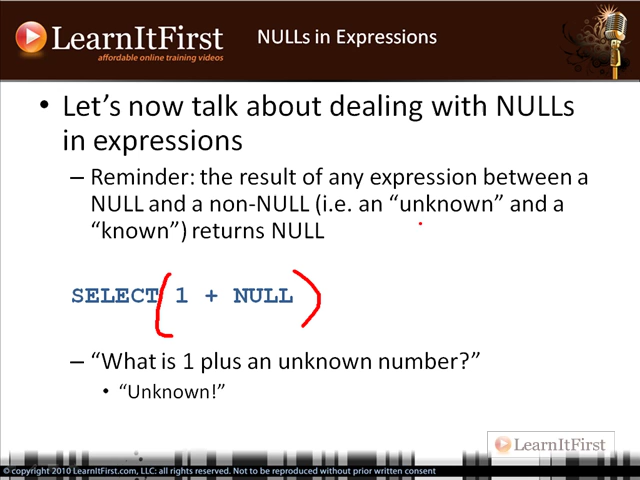 LearnItFirst
affordable online training videos
NULLs in Expressions
• Let's now talk about dealing with NULLs
in expressions
– Reminder: the result of any expression between a
NULL and a non-NULL (i.e. an “unknown” and a
“known”) returns NULL
SELECT 1 + NULL
– “What is 1 plus an unknown number?”
• “Unknown!”
LearnItFirst
© copyright 2010 LearnItFirst.com, LLC: all rights reserved. Not to be reproduced without prior written consent